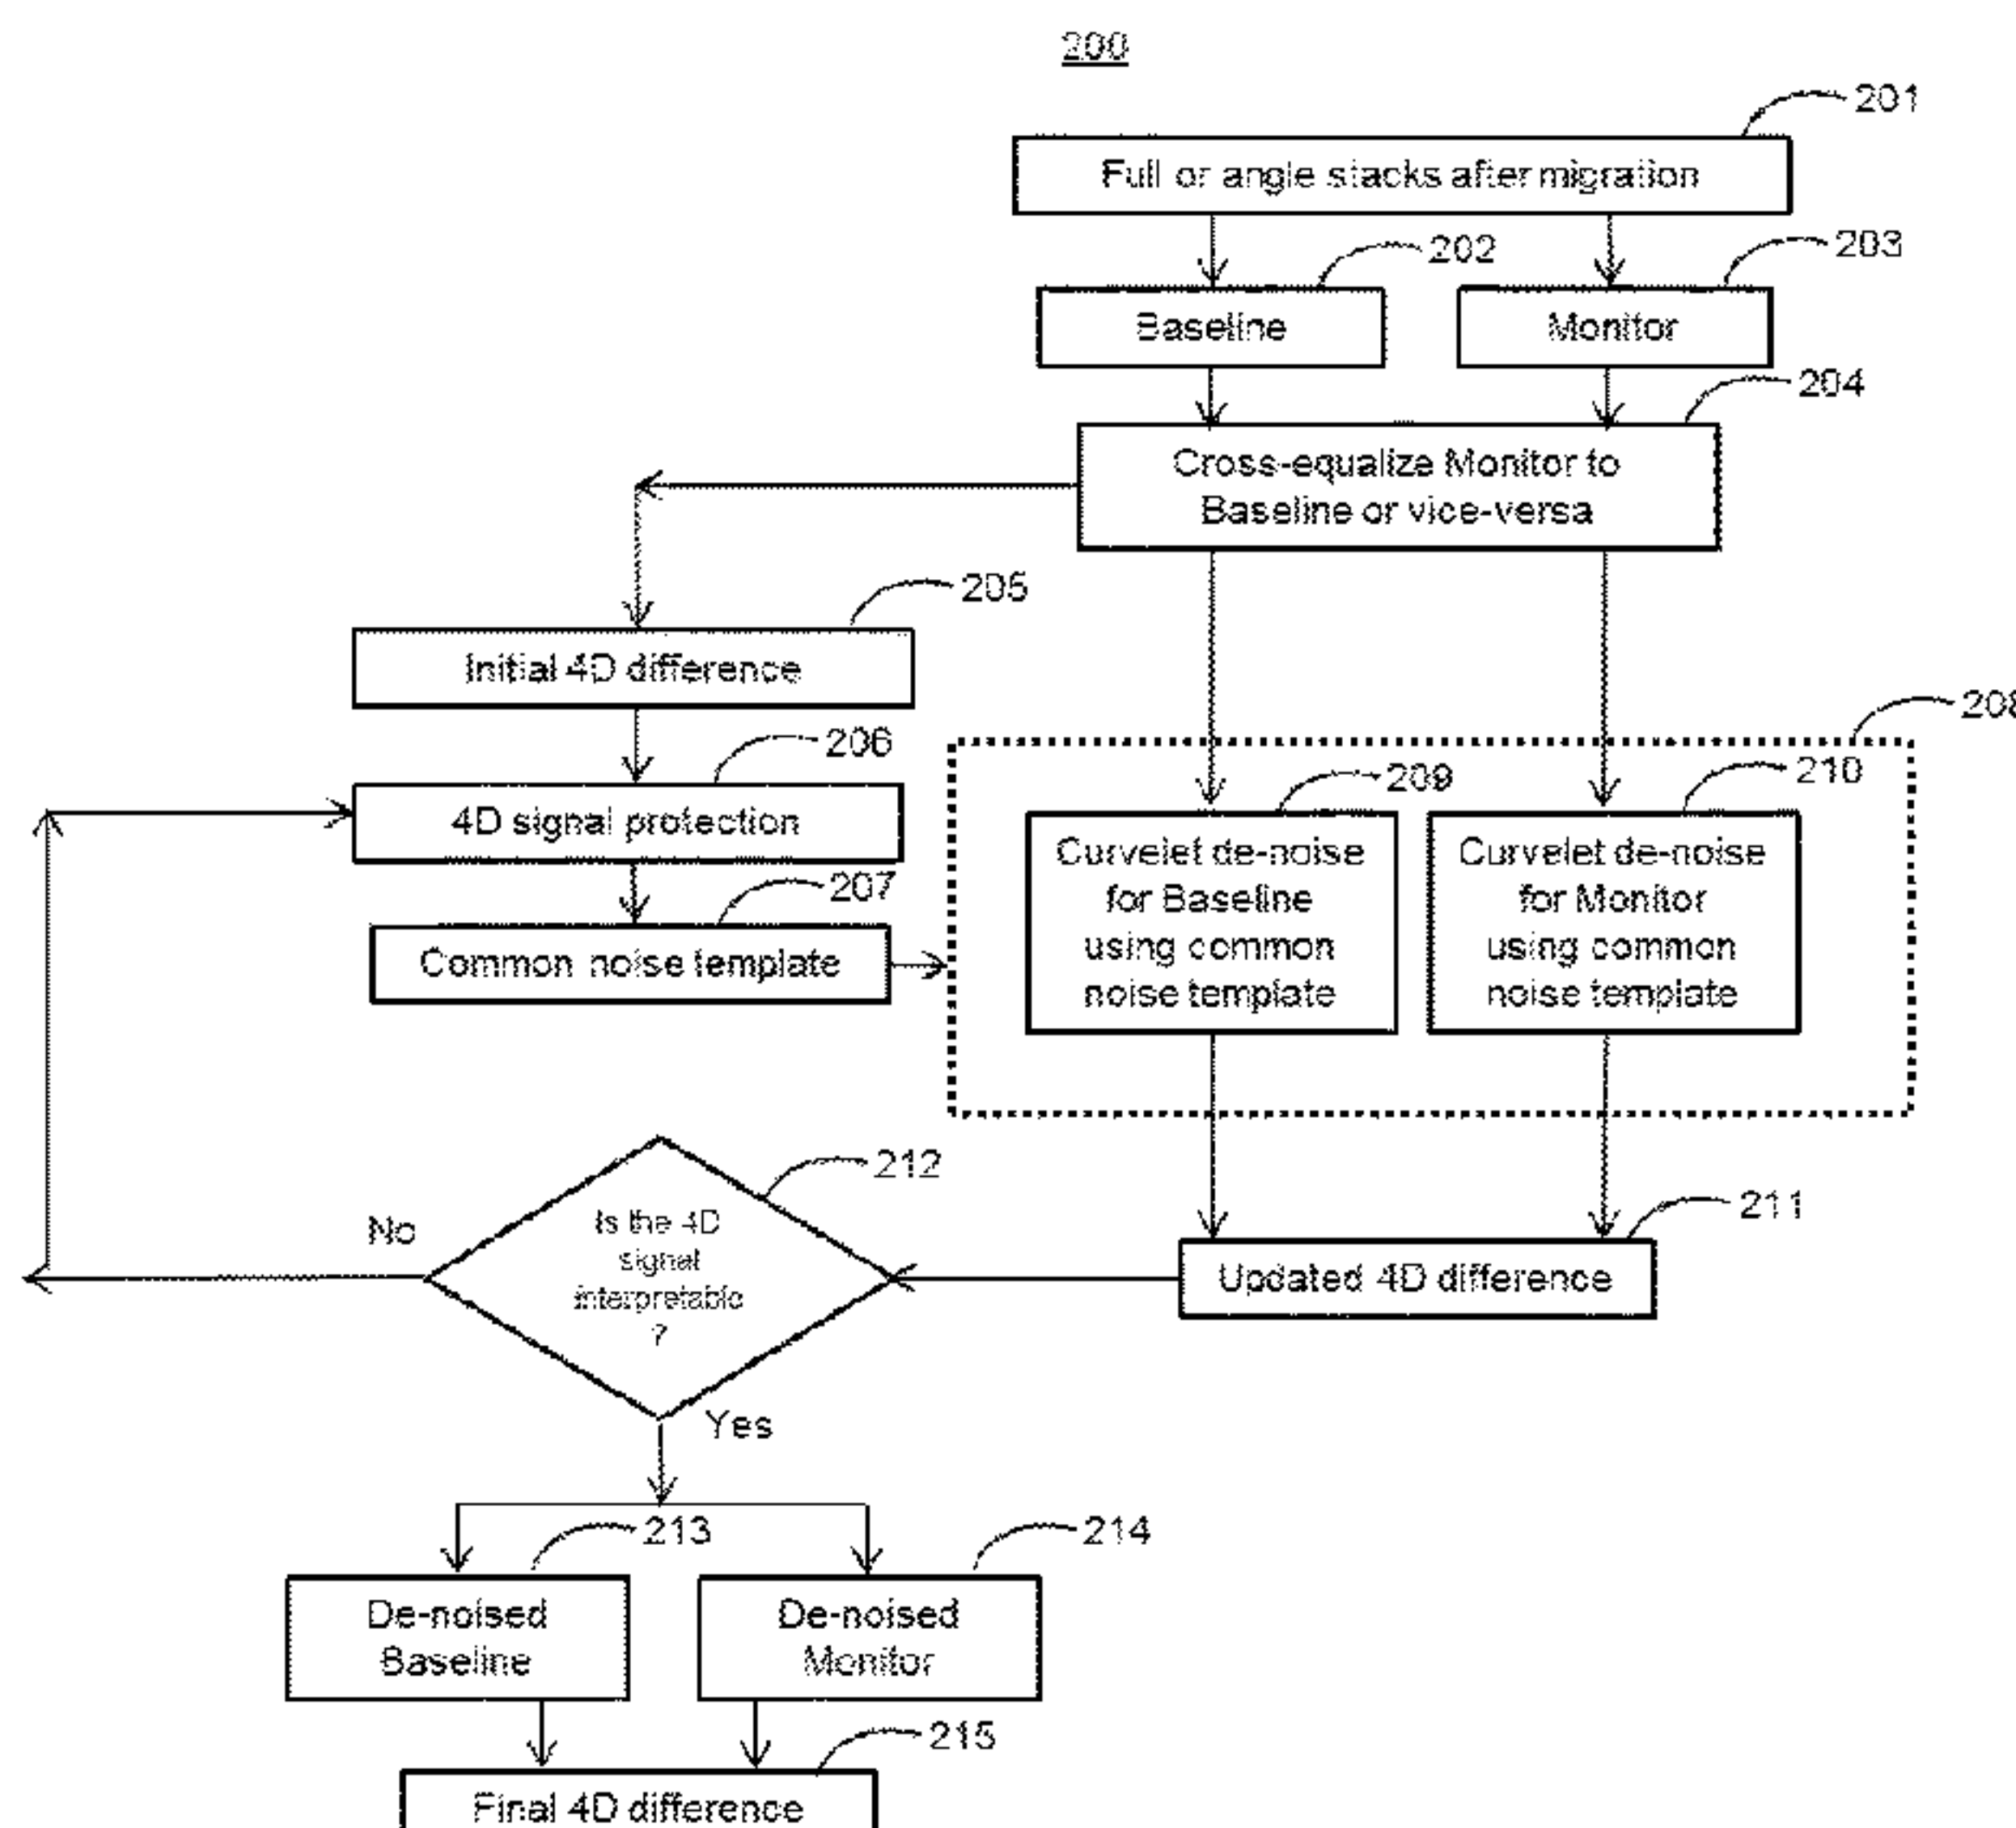 200
201
Full or angle stacks after migration
202
203
Baseline
Monitor
204
Cross-equalize Monitor to
Baseline or vice-versa
205
Initial 4D difference
208
206
4D signal protection
209
210
207
Common noise template
Curvelet de-noise
for Baseline
using common
noise template
Curvelet de-noise
for Monitor
using common
noise template
212
No
Is the 4D
signal
interpretable
?
211
Updated 4D difference
Yes
213
214
De-noised
Baseline
De-noised
Monitor
215
Final 4D difference